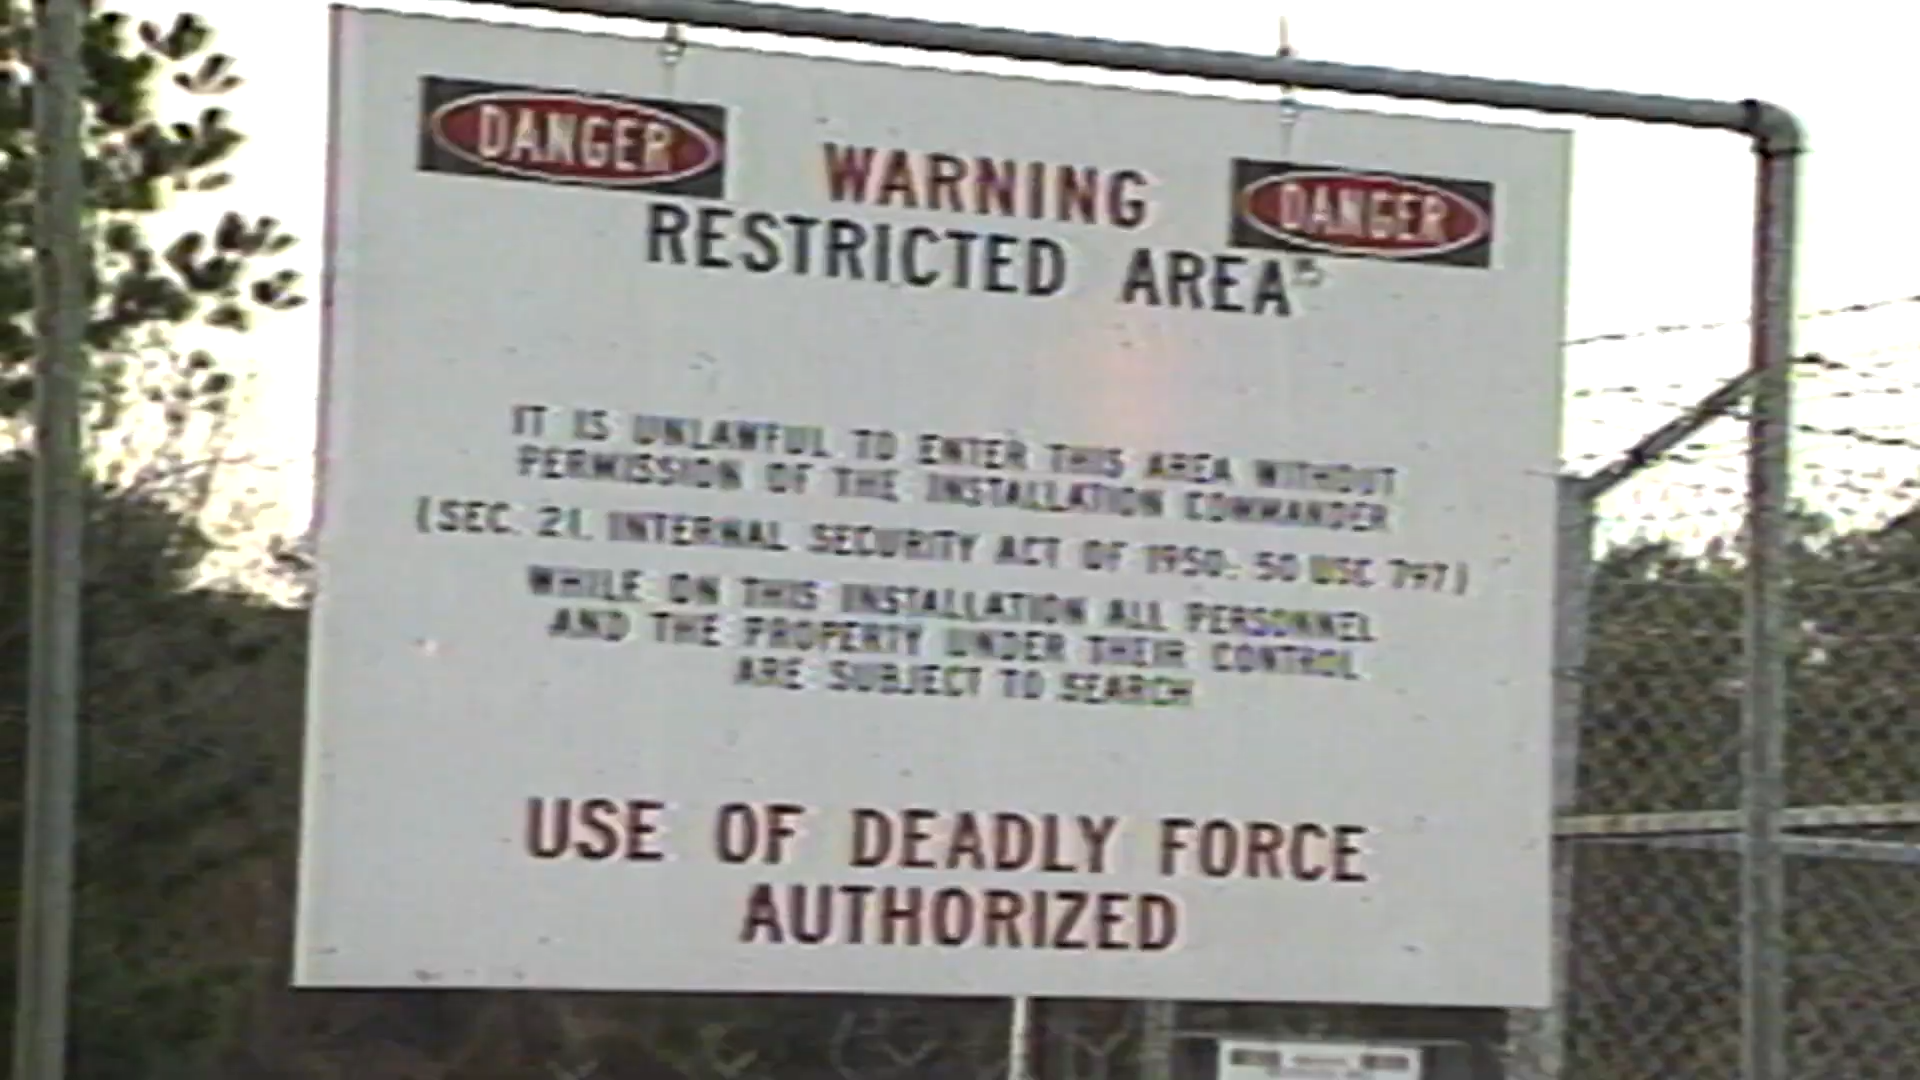 DANGER
WARNING
DANGER
RESTRICTED AREA
IT IS UNLAWFUL TO ENTER THIS AREA WITHOUT
PERMISSION OF THE INSTALLATION COMMANDER
(SEC. 21. INTERNAL SECURITY ACT OF 1950: 50 USC 797)
WHILE ON THIS INSTALLATION ALL PERSONNEL
AND THE PROPERTY UNDER THEIR CONTROL
ARE SUBJECT TO SEARCH
USE OF DEADLY FORCE
AUTHORIZED